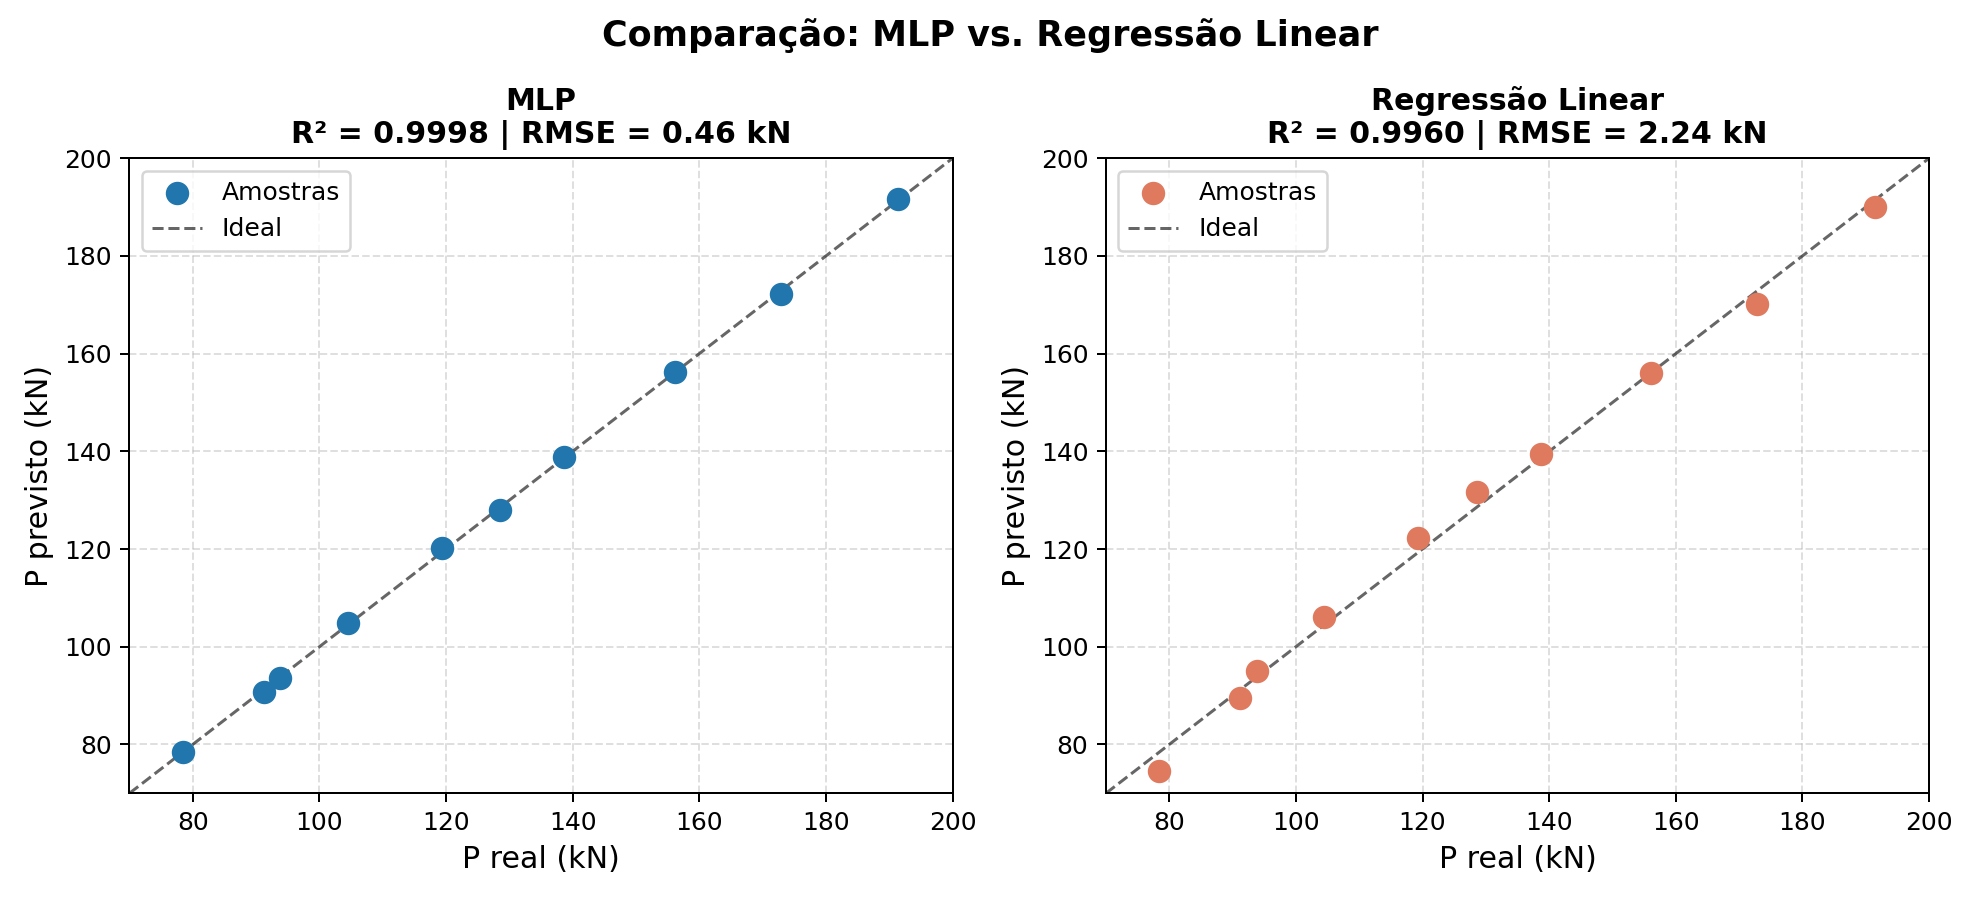 Comparação: MLP vs. Regressão Linear
MLP
R² = 0.9998 | RMSE = 0.46 kN
200
180
160
140
120
100
80
P previsto (kN)
Amostras
Ideal
80 100 120 140 160 180 200
P real (kN)
Regressão Linear
R² = 0.9960 | RMSE = 2.24 kN
200
180
160
140
120
100
80
P previsto (kN)
Amostras
Ideal
80 100 120 140 160 180 200
P real (kN)